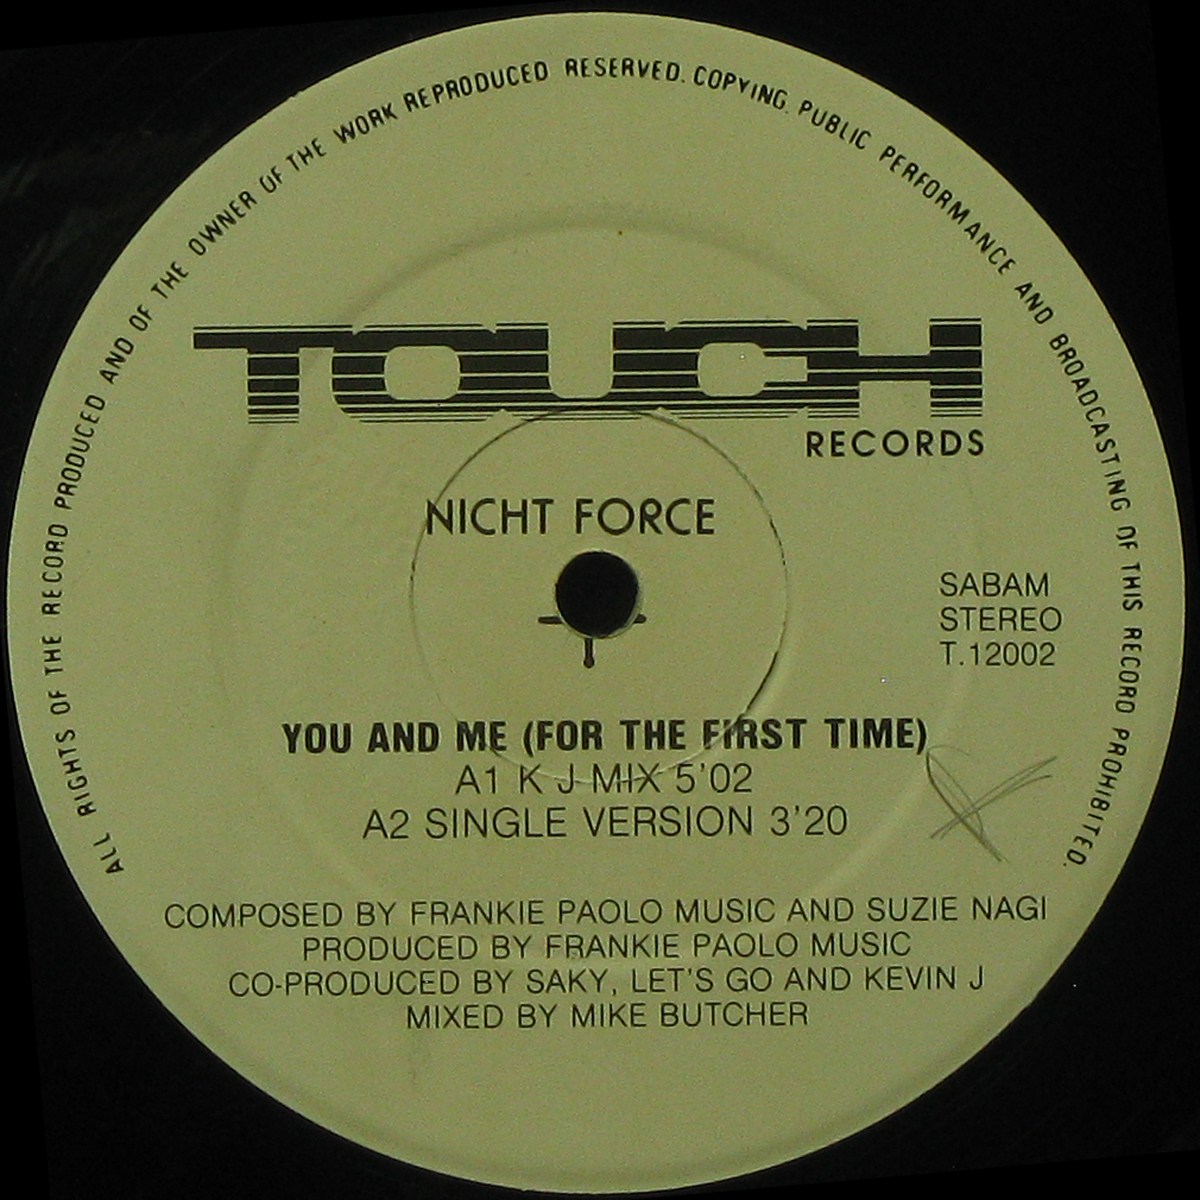 ALL RIGHTS OF THE RECORD PRODUCED AND OF THE OWNER OF THE WORK REPRODUCED RESERVED. COPYING. PUBLIC PERFORMANCE AND BROADCASTING OF THIS RECORD PROHIBITED.
TOUCH
RECORDS
NICHT FORCE
SABAM
STEREO
T.12002
YOU AND ME (FOR THE FIRST TIME)
A1 K J MIX 5'02
A2 SINGLE VERSION 3'20
COMPOSED BY FRANKIE PAOLO MUSIC AND SUZIE NAGI
PRODUCED BY FRANKIE PAOLO MUSIC
CO-PRODUCED BY SAKY, LET'S GO AND KEVIN J
MIXED BY MIKE BUTCHER